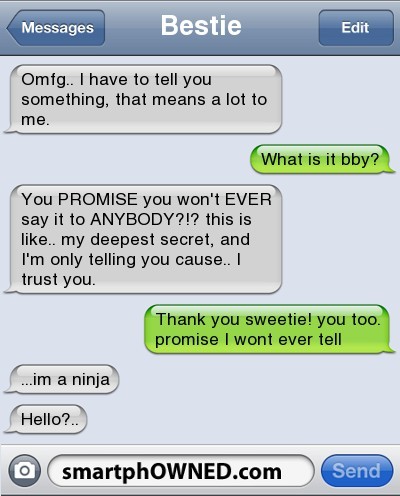 Messages Bestie Edit
Omfg.. I have to tell you
something, that means a lot to
me.
What is it bby?
You PROMISE you won't EVER
say it to ANYBODY?!? this is
like.. my deepest secret, and
I'm only telling you cause.. I
trust you.
Thank you sweetie! you too.
promise I wont ever tell
...im a ninja
Hello?..
smartphOWNED.com Send